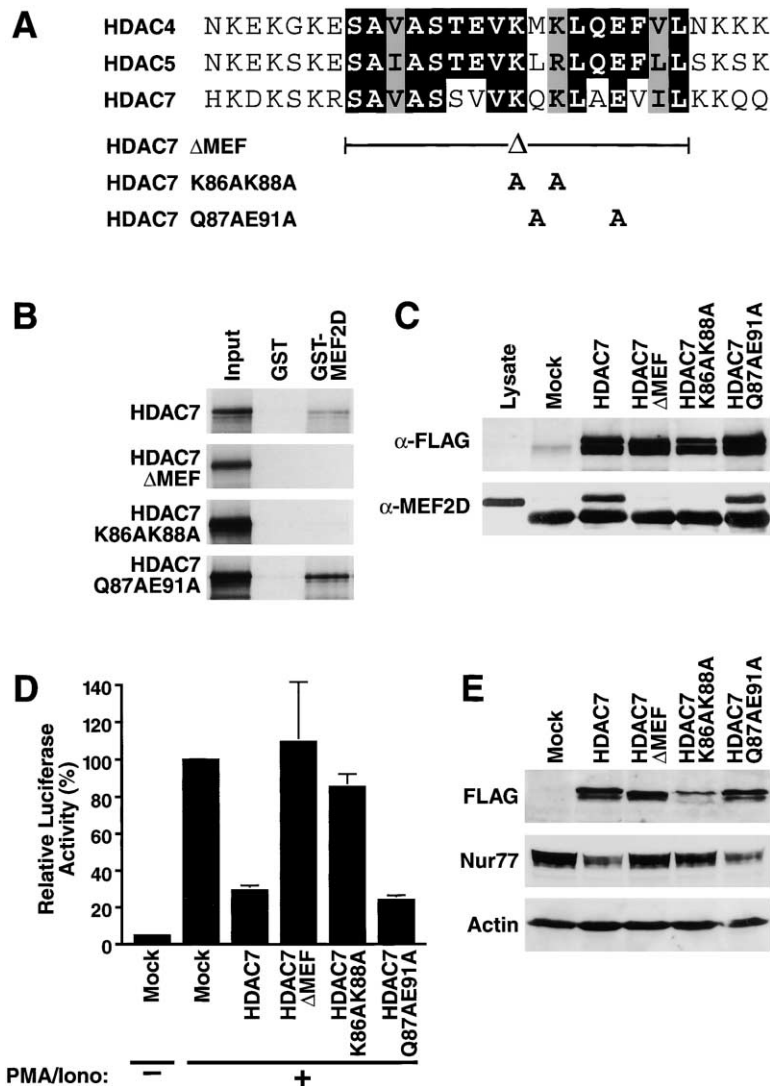 A
HDAC4 NKEKGKESAVASTEVKMKLQEFVLNKKK
HDAC5 NKEKSKESAIASTEVKLRLQEFLLSKSK
HDAC7 HKDKSKRSAVASSVVKQKLAEVILKKQQ
HDAC7 ΔMEF Δ
HDAC7 K86AK88A A A
HDAC7 Q87AE91A A A
B
Input
GST
GST-
MEF2D
HDAC7
HDAC7
ΔMEF
HDAC7
K86AK88A
HDAC7
Q87AE91A
C
Lysate
Mock
HDAC7
HDAC7
ΔMEF
HDAC7
K86AK88A
HDAC7
Q87AE91A
α-FLAG
α-MEF2D
D
Relative Luciferase
Activity (%)
140
120
100
80
60
40
20
0
Mock
Mock
HDAC7
HDAC7
ΔMEF
HDAC7
K86AK88A
HDAC7
Q87AE91A
PMA/Iono: − +
E
Mock
HDAC7
HDAC7
ΔMEF
HDAC7
K86AK88A
HDAC7
Q87AE91A
FLAG
Nur77
Actin